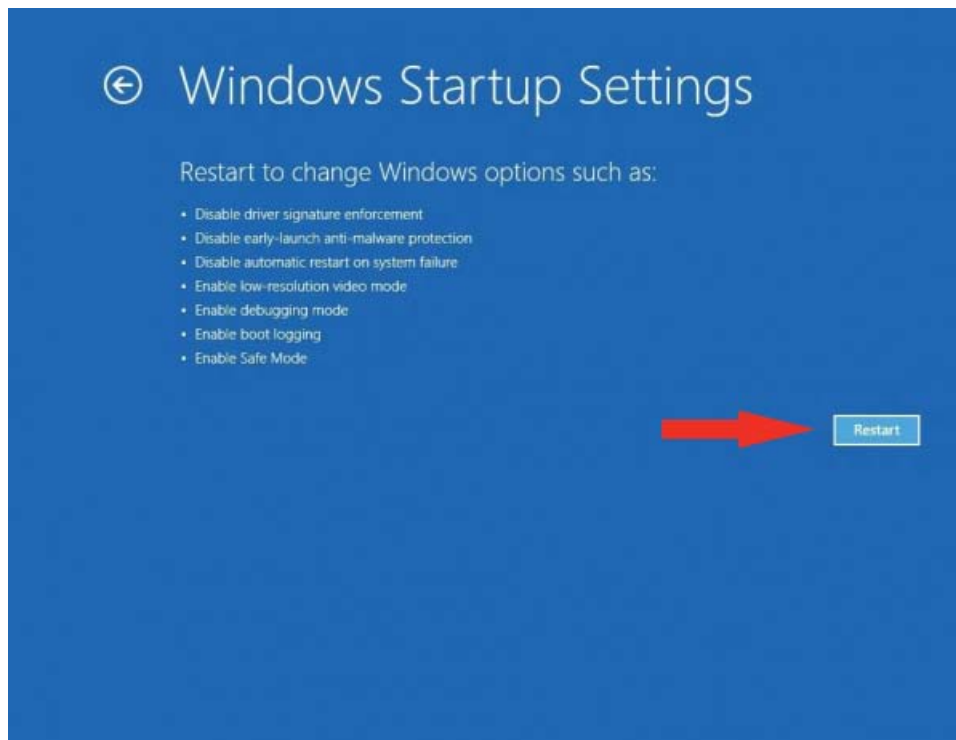 Windows Startup Settings
Restart to change Windows options such as:
• Disable driver signature enforcement
• Disable early-launch anti-malware protection
• Disable automatic restart on system failure
• Enable low-resolution video mode
• Enable debugging mode
• Enable boot logging
• Enable Safe Mode
Restart